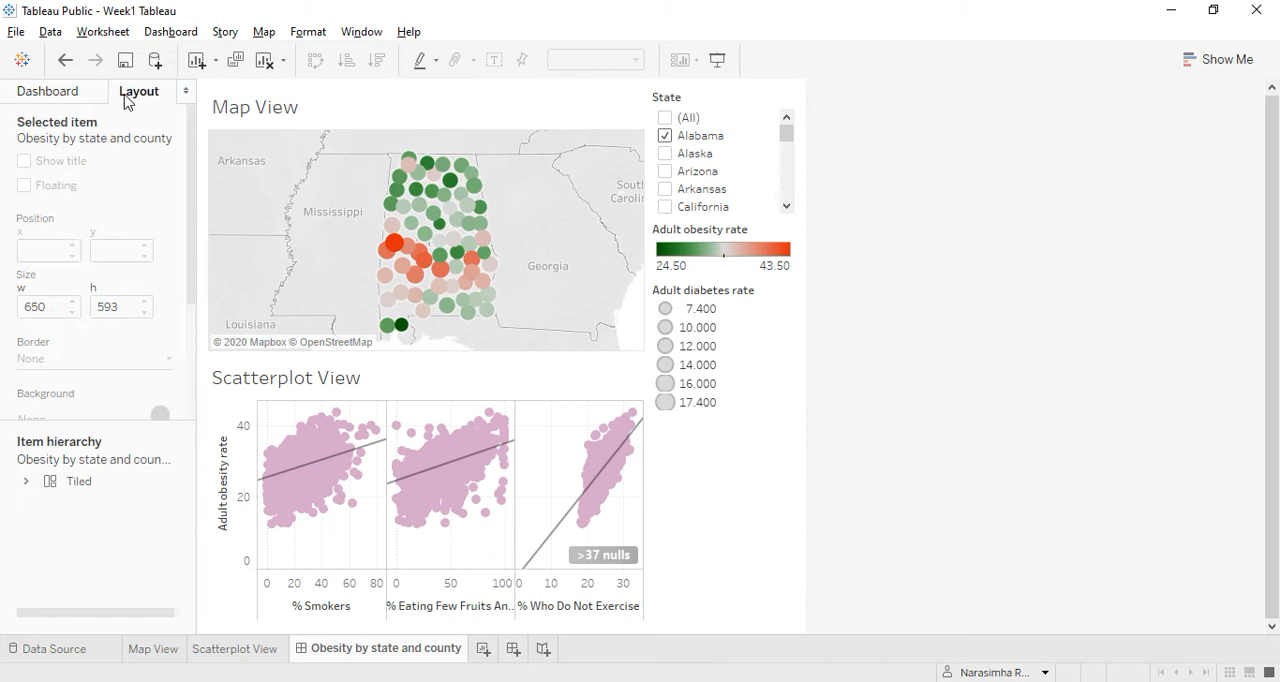 Tableau Public - Week1 Tableau
File Data Worksheet Dashboard Story Map Format Window Help
Show Me
Dashboard Layout
Selected item
Obesity by state and county
Show title
Floating
Position
x y
Size
w h
650 593
Border
None
Background
None
Item hierarchy
Obesity by state and coun...
Tiled
Map View
Arkansas
Mississippi
Louisiana
Georgia
South
Carolin
© 2020 Mapbox © OpenStreetMap
State
(All)
Alabama
Alaska
Arizona
Arkansas
California
Adult obesity rate
24.50 43.50
Adult diabetes rate
7.400
10.000
12.000
14.000
16.000
17.400
Scatterplot View
Adult obesity rate
40
20
0
>37 nulls
0 20 40 60 80 0 50 100 0 10 20 30
% Smokers % Eating Few Fruits An.. % Who Do Not Exercise
Data Source Map View Scatterplot View Obesity by state and county
Narasimha R...